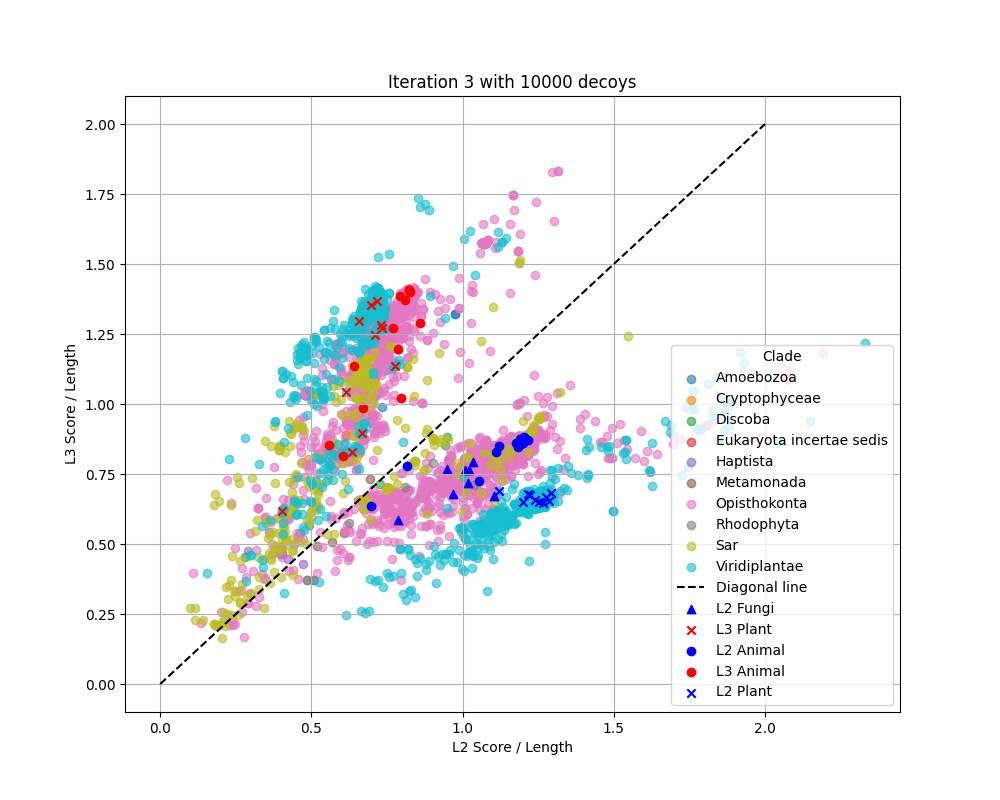 Iteration 3 with 10000 decoys
2.00
1.75
1.50
1.25
1.00
0.75
0.50
0.25
0.00
L3 Score / Length
0.0 0.5 1.0 1.5 2.0
L2 Score / Length
Clade
Amoebozoa
Cryptophyceae
Discoba
Eukaryota incertae sedis
Haptista
Metamonada
Opisthokonta
Rhodophyta
Sar
Viridiplantae
Diagonal line
L2 Fungi
L3 Plant
L2 Animal
L3 Animal
L2 Plant